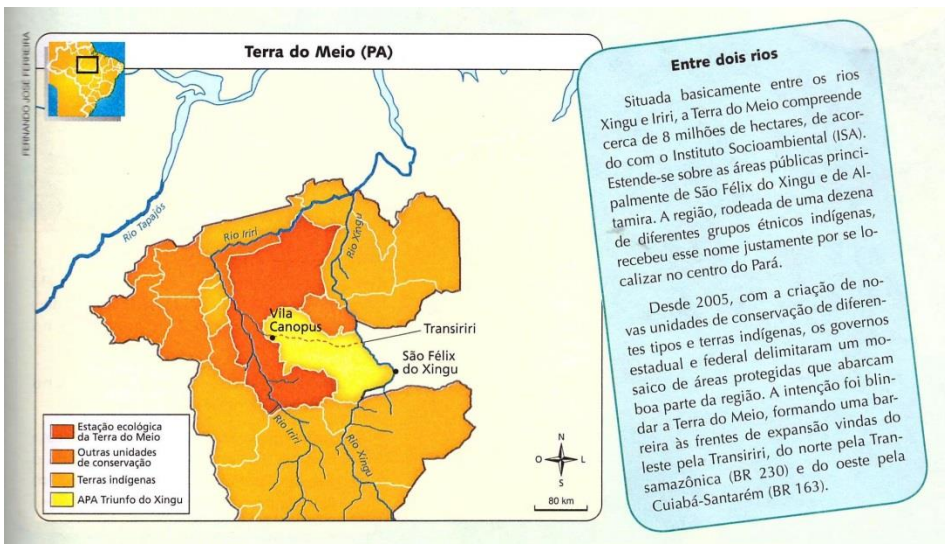 FERNANDO JOSÉ FERREIRA
Terra do Meio (PA)
Rio Tapajós
Rio Iriri
Rio Xingu
Vila
Canopus
Transiriri
São Félix
do Xingu
Rio Iriri
Rio Xingu
Estação ecológica
da Terra do Meio
Outras unidades
de conservação
Terras indígenas
APA Triunfo do Xingu
N
O
L
S
80 km
Entre dois rios
Situada basicamente entre os rios
Xingu e Iriri, a Terra do Meio compreende
cerca de 8 milhões de hectares, de acor-
do com o Instituto Socioambiental (ISA).
Estende-se sobre as áreas públicas princi-
palmente de São Félix do Xingu e de Al-
tamira. A região, rodeada de uma dezena
de diferentes grupos étnicos indígenas,
recebeu esse nome justamente por se lo-
calizar no centro do Pará.
Desde 2005, com a criação de no-
vas unidades de conservação de diferen-
tes tipos e terras indígenas, os governos
estadual e federal delimitaram um mo-
saico de áreas protegidas que abarcam
boa parte da região. A intenção foi blin-
dar a Terra do Meio, formando uma bar-
reira às frentes de expansão vindas do
leste pela Transiriri, do norte pela Tran-
samazônica (BR 230) e do oeste pela
Cuiabá-Santarém (BR 163).